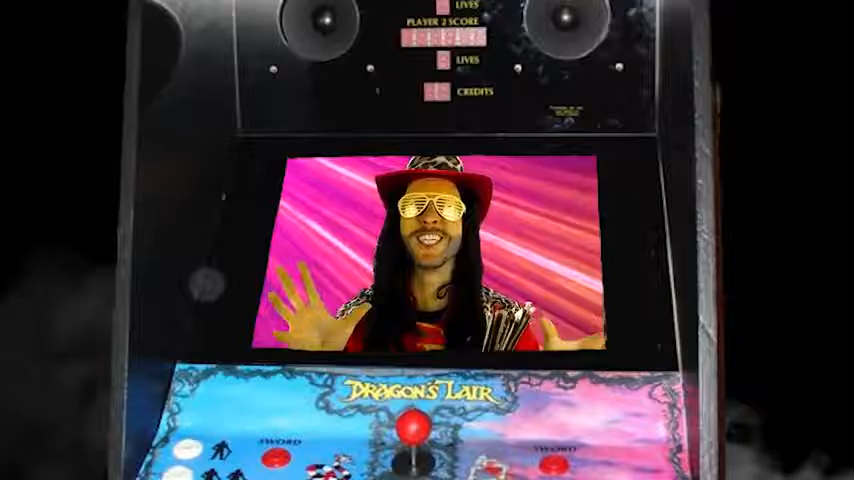 LIVES
PLAYER 2 SCORE
LIVES
CREDITS
DRAGON'S LAIR
SWORD
SWORD